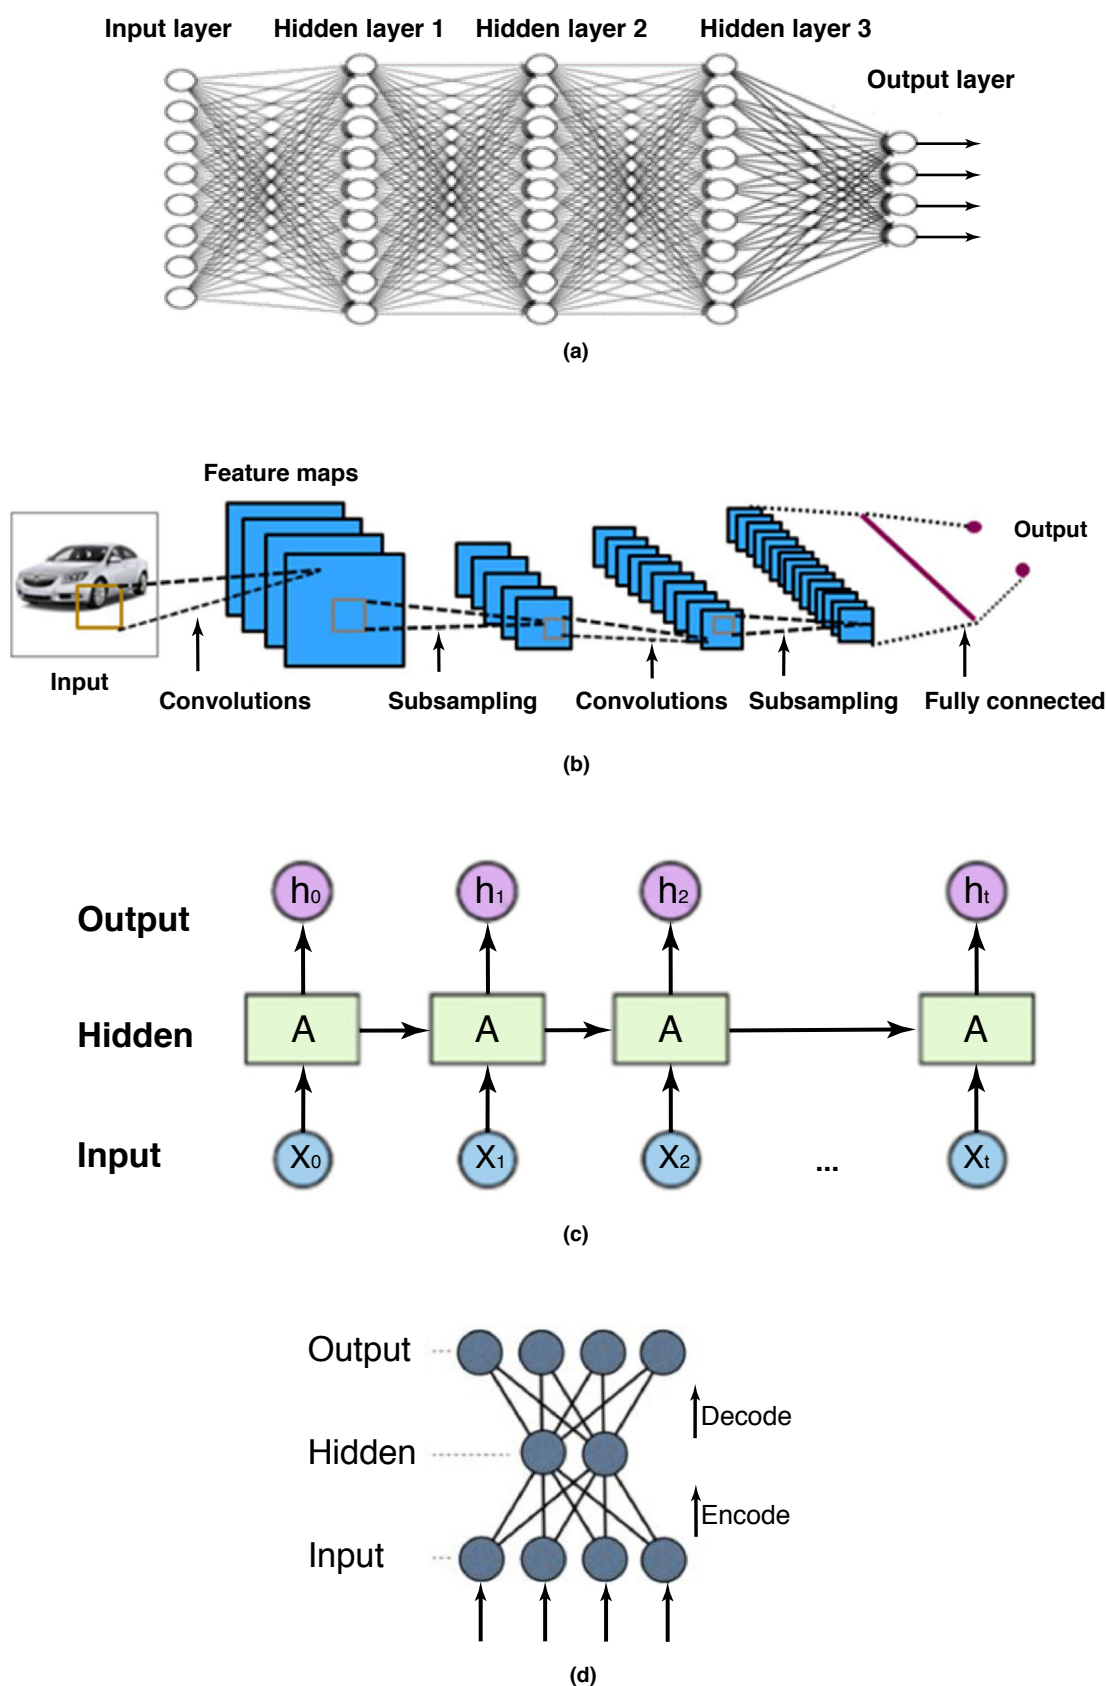 Input layer Hidden layer 1 Hidden layer 2 Hidden layer 3
Output layer
(a)
Feature maps
Output
Input
Convolutions Subsampling Convolutions Subsampling Fully connected
(b)
h0 h1 h2 ht
Output
A A A A
Hidden
Input X0 X1 X2 ... Xt
(c)
Output
Decode
Hidden
Encode
Input
(d)